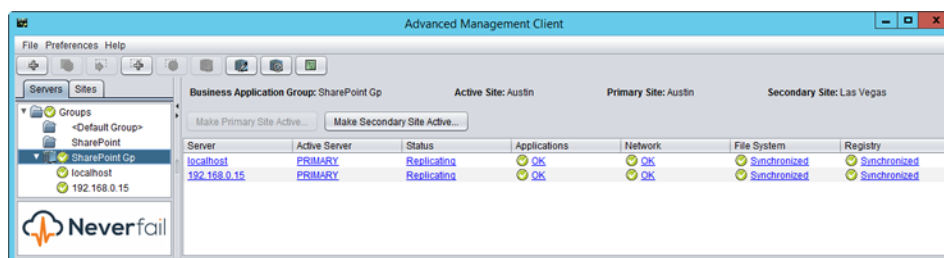 Advanced Management Client
File Preferences Help
Servers Sites
Groups
<Default Group>
SharePoint
SharePoint Gp
localhost
192.168.0.15
Neverfail
Business Application Group: SharePoint Gp Active Site: Austin Primary Site: Austin Secondary Site: Las Vegas
Make Primary Site Active... Make Secondary Site Active...
Server Active Server Status Applications Network File System Registry
localhost PRIMARY Replicating OK OK Synchronized Synchronized
192.168.0.15 PRIMARY Replicating OK OK Synchronized Synchronized